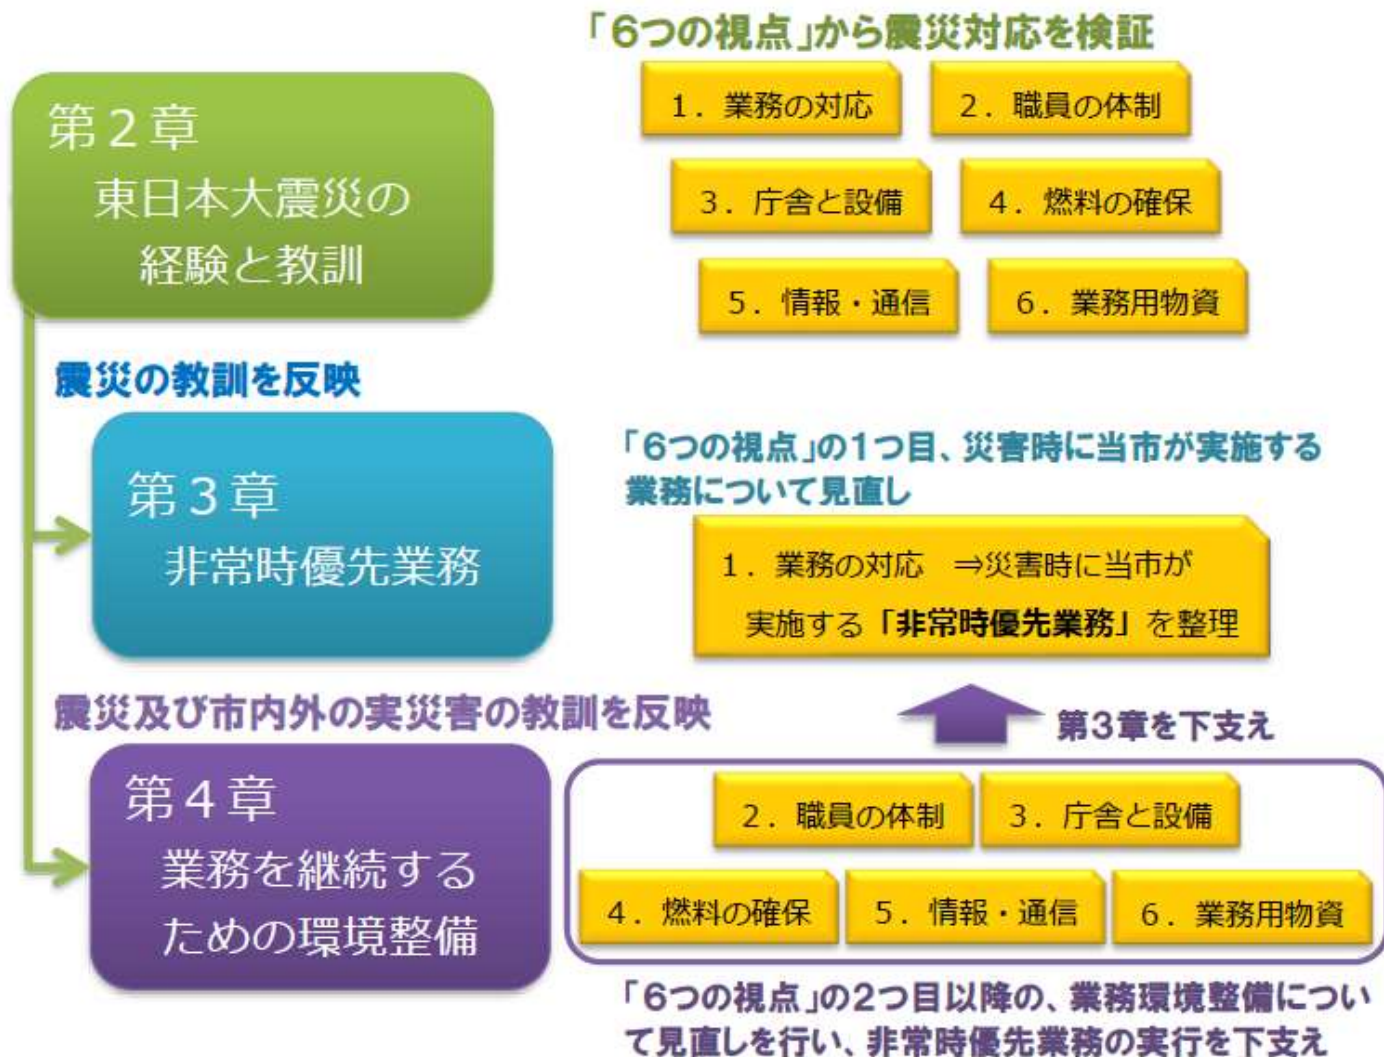 「6つの視点」から震災対応を検証
第２章
東日本大震災の
経験と教訓
１．業務の対応
２．職員の体制
３．庁舎と設備
４．燃料の確保
５．情報・通信
６．業務用物資
震災の教訓を反映
第３章
非常時優先業務
「6つの視点」の1つ目、災害時に当市が実施する
業務について見直し
１．業務の対応　⇒災害時に当市が
実施する「非常時優先業務」を整理
震災及び市内外の実災害の教訓を反映
第3章を下支え
第４章
業務を継続する
ための環境整備
２．職員の体制
３．庁舎と設備
４．燃料の確保
５．情報・通信
６．業務用物資
「6つの視点」の2つ目以降の、業務環境整備につい
て見直しを行い、非常時優先業務の実行を下支え